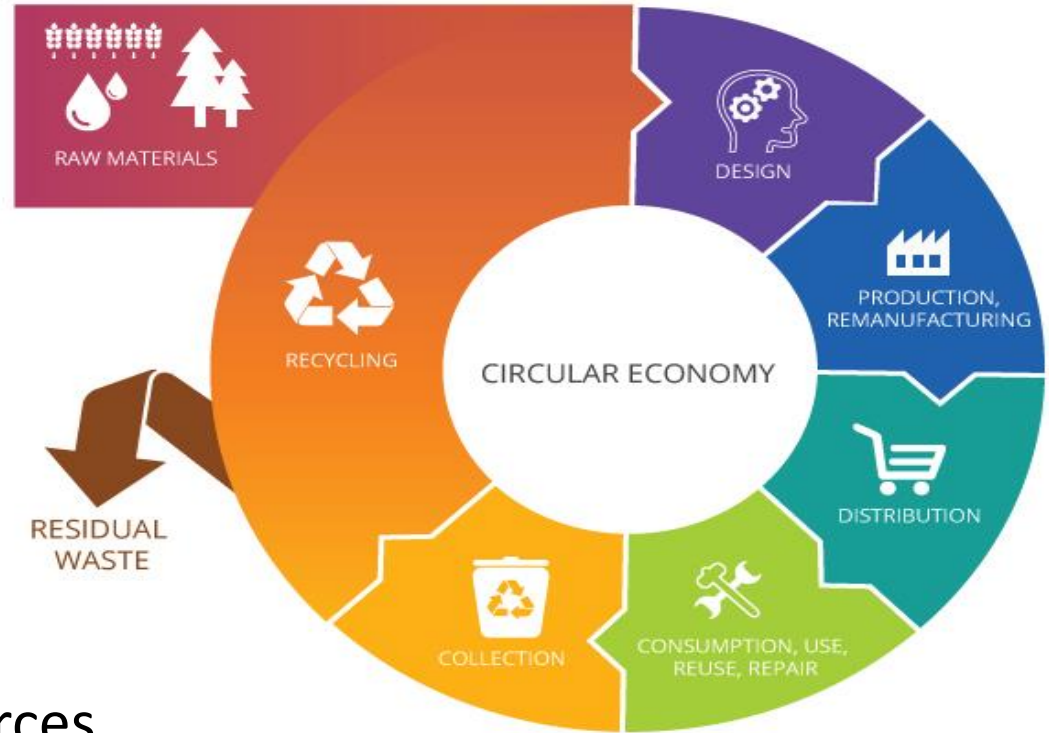 RAW MATERIALS
DESIGN
PRODUCTION,
REMANUFACTURING
RECYCLING
CIRCULAR ECONOMY
DISTRIBUTION
RESIDUAL
WASTE
CONSUMPTION, USE,
REUSE, REPAIR
COLLECTION